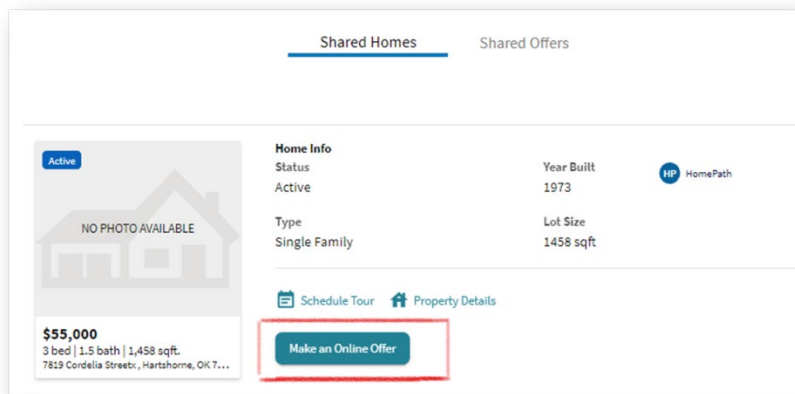 Shared Homes
Shared Offers
Active
NO PHOTO AVAILABLE
$55,000
3 bed | 1.5 bath | 1,458 sqft.
7819 Cordelia Streetx , Hartshorne, OK 7...
Home Info
Status
Active
Year Built
1973
HP HomePath
Type
Single Family
Lot Size
1458 sqft
Schedule Tour
Property Details
Make an Online Offer